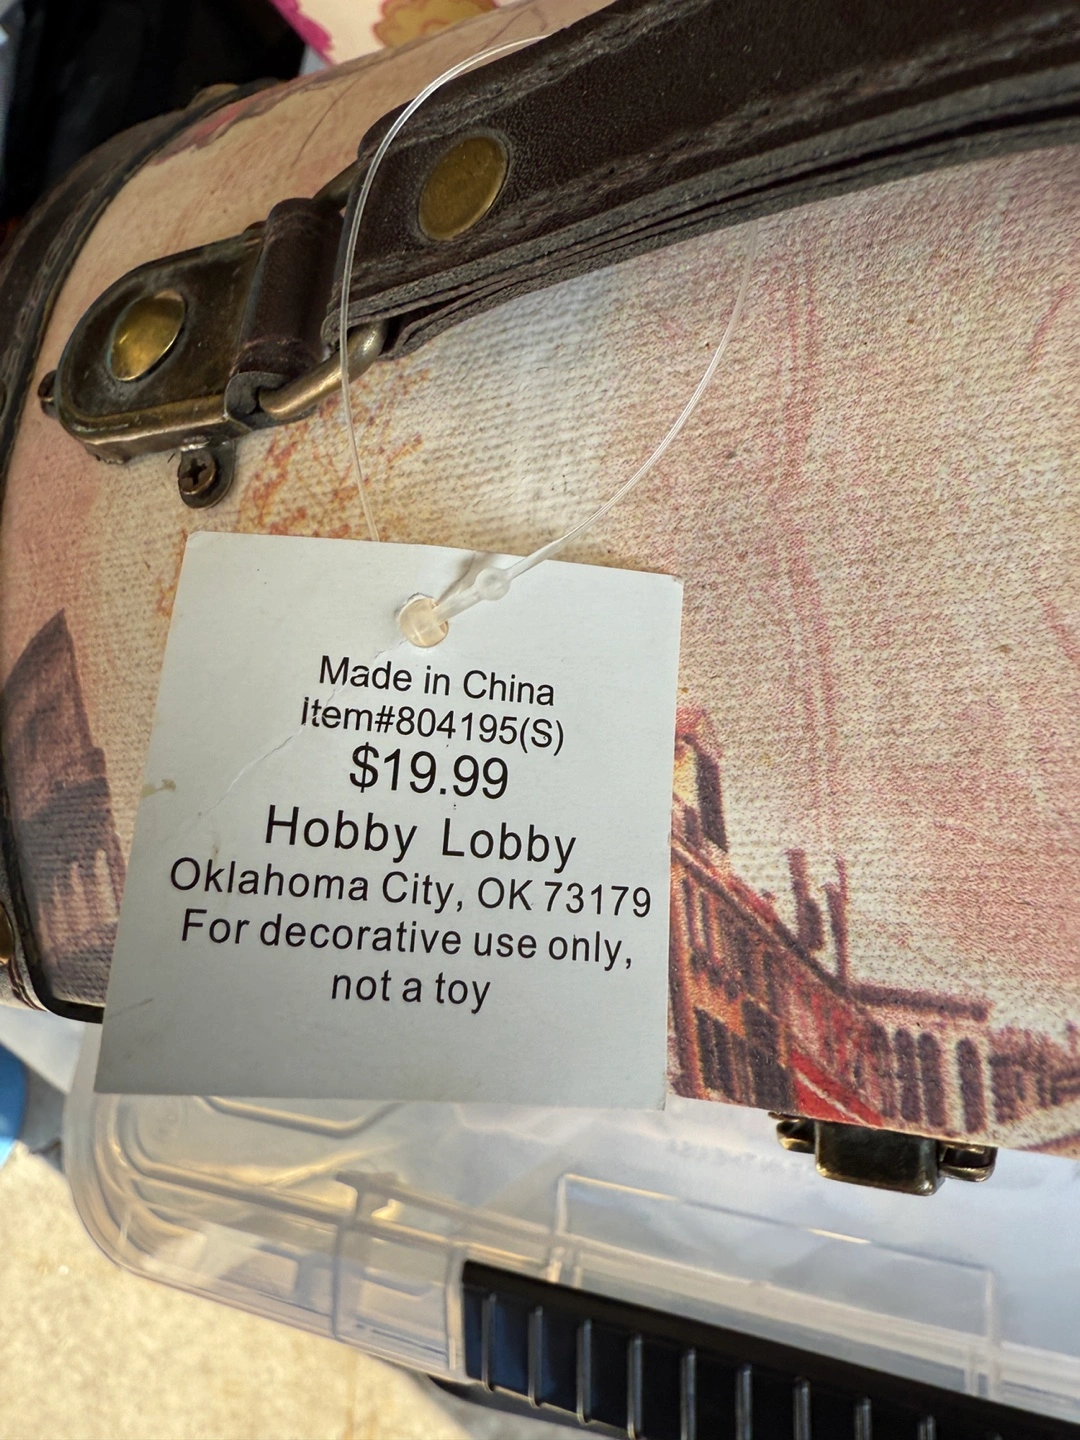 Made in China
Item#804195(S)
$19.99
Hobby Lobby
Oklahoma City, OK 73179
For decorative use only,
not a toy